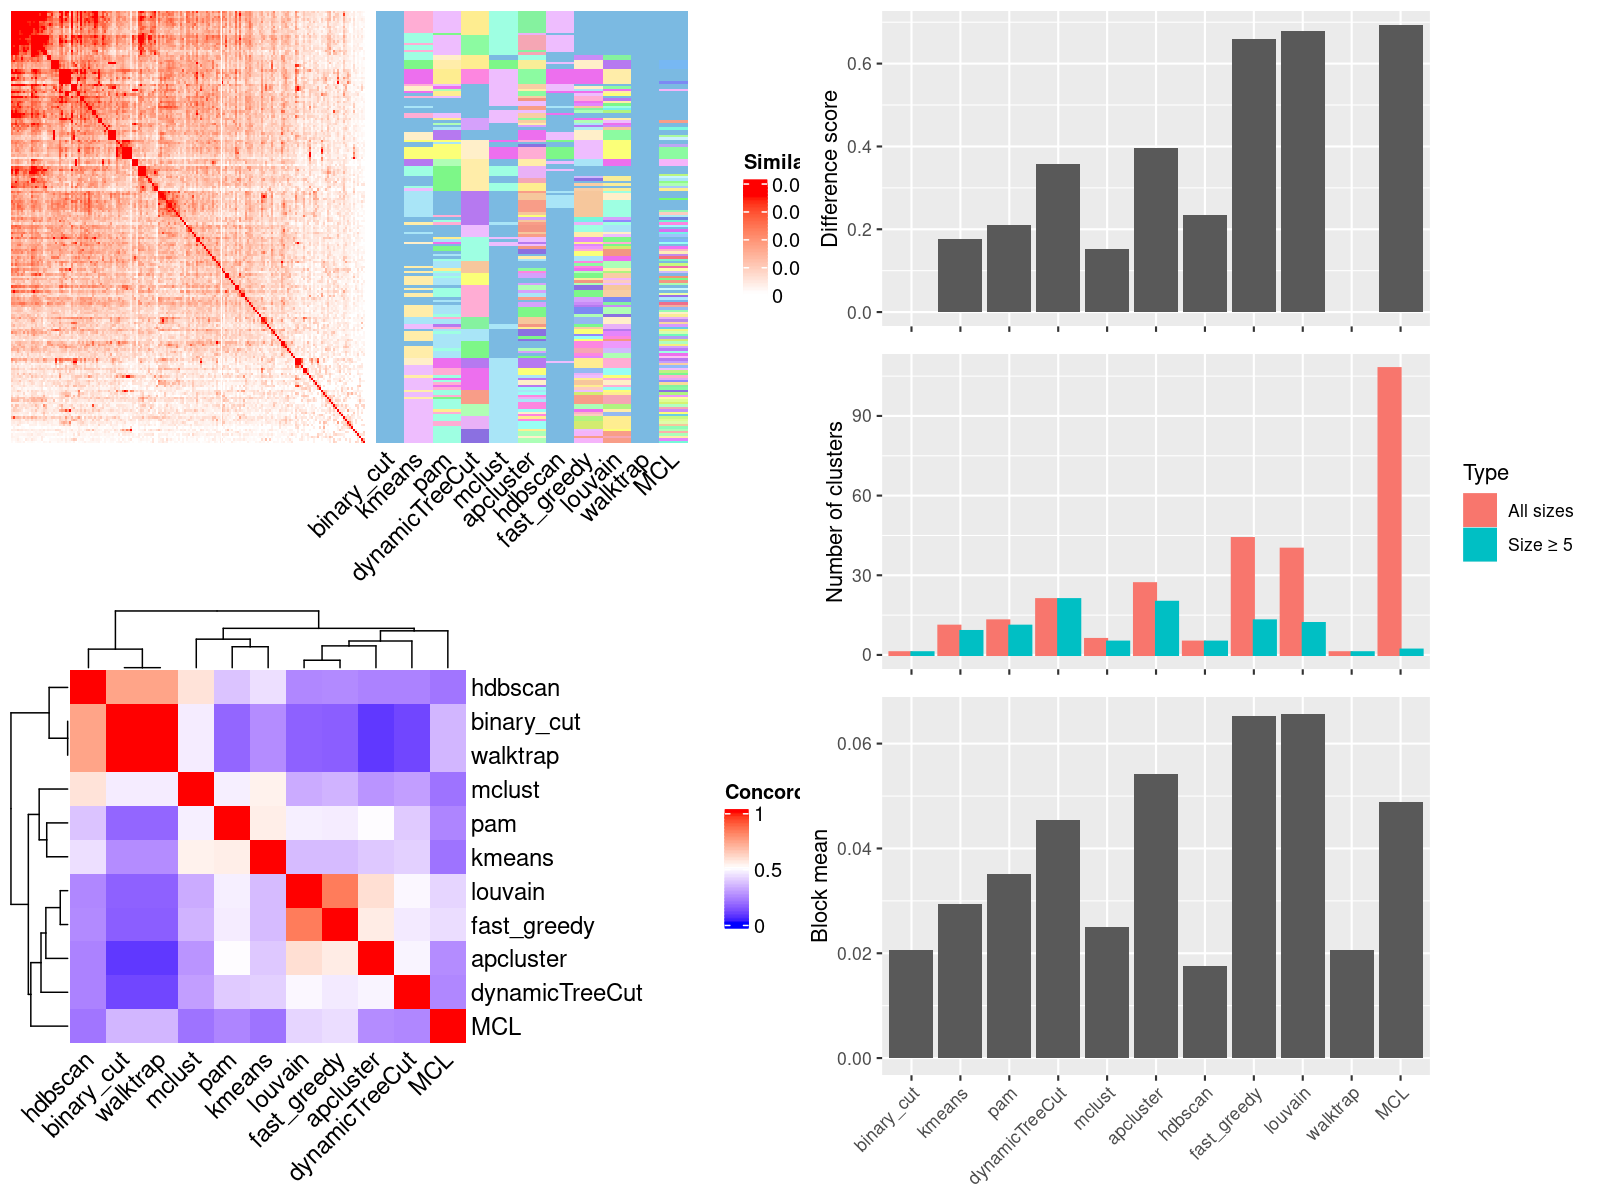 Simila
0.0
0.0
0.0
0.0
0
binary_cut
kmeans
pam
dynamicTreeCut
mclust
apcluster
hdbscan
fast_greedy
louvain
walktrap
MCL
hdbscan
binary_cut
walktrap
mclust
pam
kmeans
louvain
fast_greedy
apcluster
dynamicTreeCut
MCL
hdbscan
binary_cut
walktrap
mclust
pam
kmeans
louvain
fast_greedy
apcluster
dynamicTreeCut
MCL
Concord
1
0.5
0
Difference score
0.6
0.4
0.2
0.0
Number of clusters
90
60
30
0
Type
All sizes
Size ≥ 5
Block mean
0.06
0.04
0.02
0.00
binary_cut
kmeans
pam
dynamicTreeCut
mclust
apcluster
hdbscan
fast_greedy
louvain
walktrap
MCL